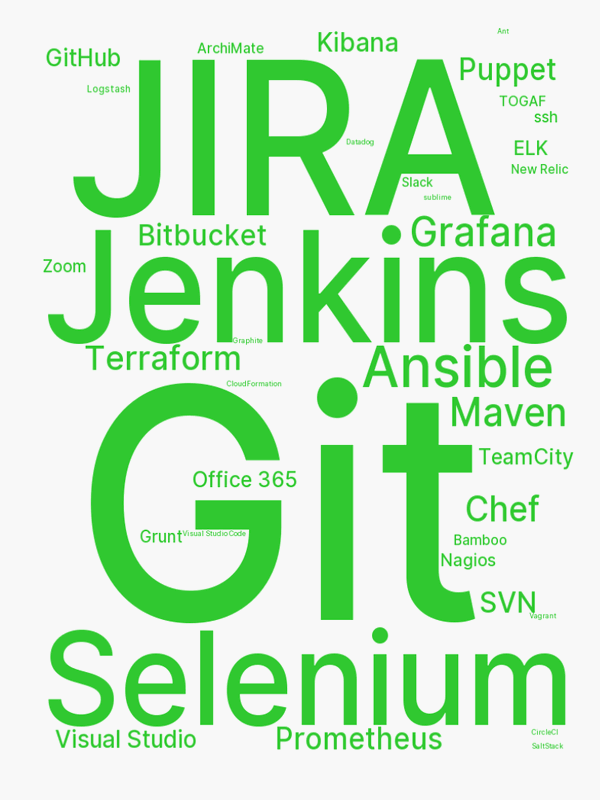 Ant
Kibana
ArchiMate
GitHub
Puppet
JIRA
Logstash
TOGAF
ssh
Datadog
ELK
New Relic
Slack
sublime
Bitbucket
Grafana
Jenkins
Zoom
Graphite
Terraform
Ansible
CloudFormation
Git
Maven
TeamCity
Office 365
Chef
Grunt
Visual Studio Code
Bamboo
Nagios
SVN
Vagrant
Selenium
Visual Studio
Prometheus
CircleCI
SaltStack